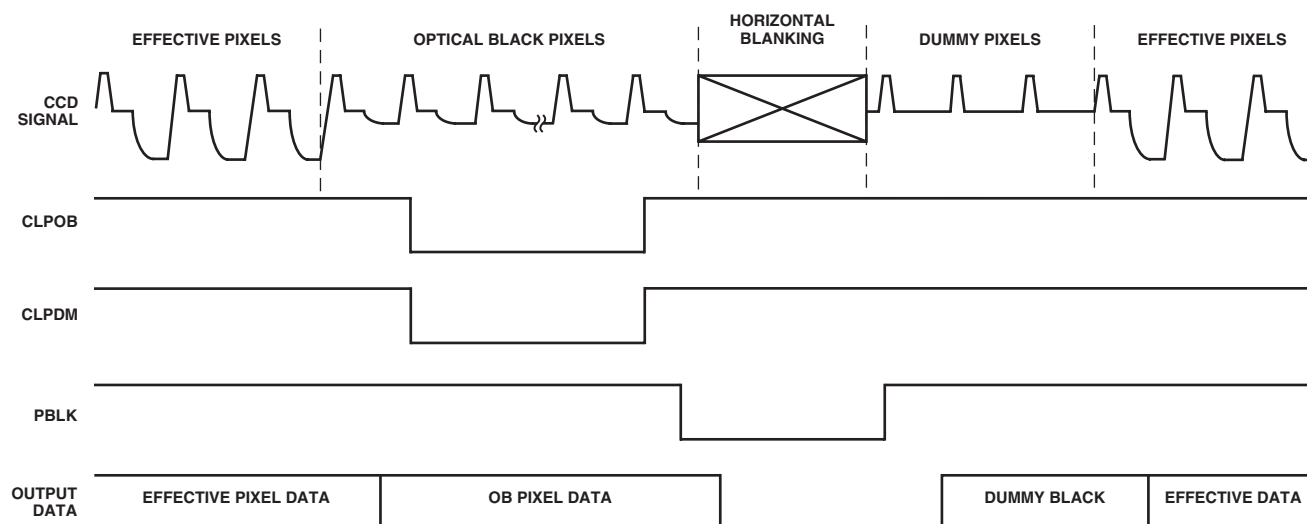 EFFECTIVE PIXELS
OPTICAL BLACK PIXELS
HORIZONTAL
BLANKING
DUMMY PIXELS
EFFECTIVE PIXELS
CCD
SIGNAL
CLPOB
CLPDM
PBLK
OUTPUT
DATA
EFFECTIVE PIXEL DATA
OB PIXEL DATA
DUMMY BLACK
EFFECTIVE DATA